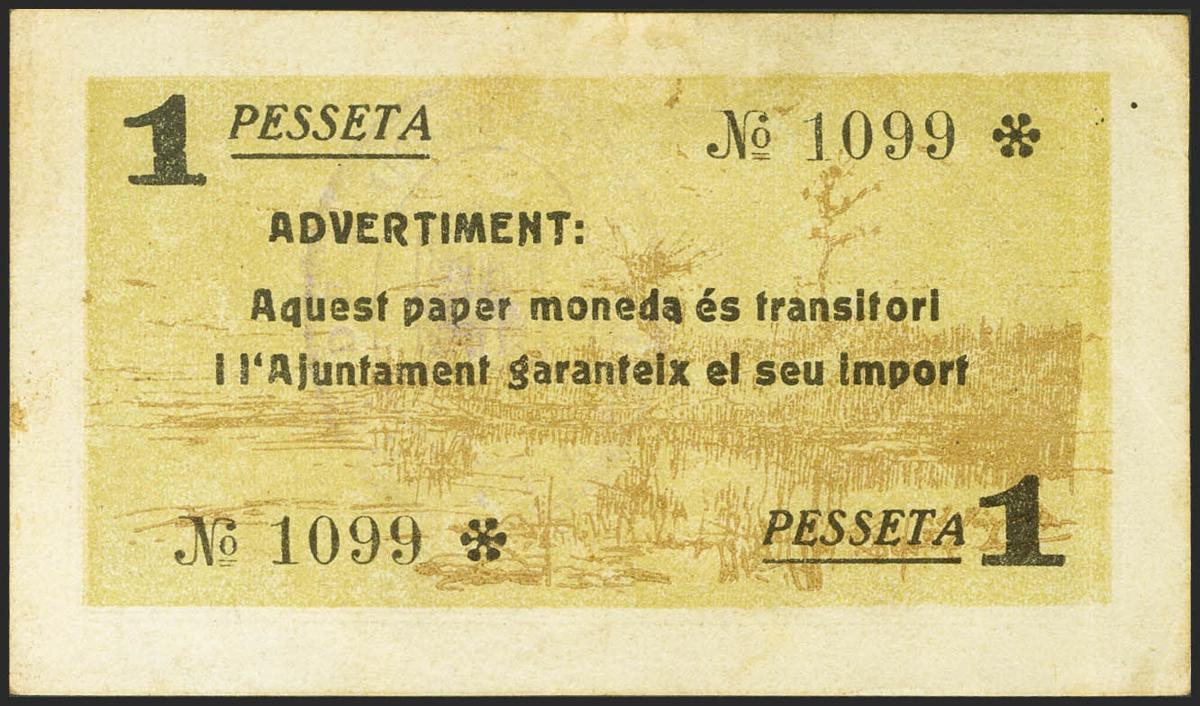 1 PESSETA
Nº 1099 *
ADVERTIMENT:
Aquest paper moneda és transitori
i l'Ajuntament garanteix el seu import
Nº 1099 *
PESSETA 1